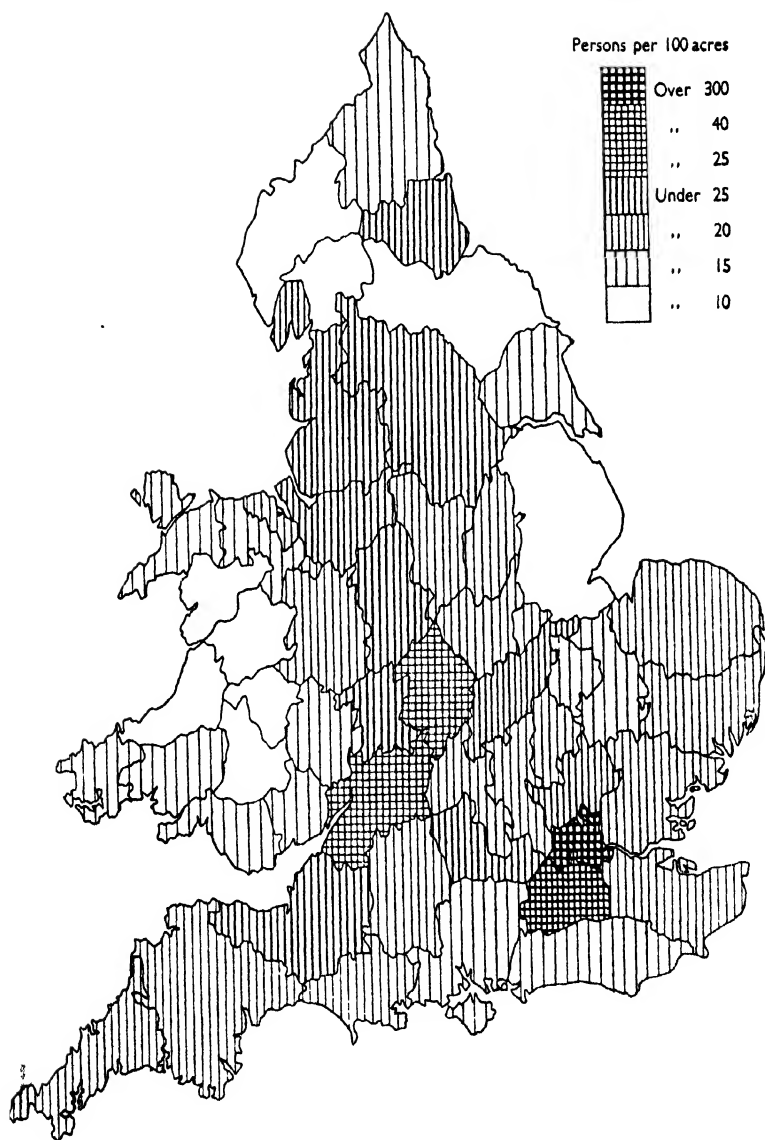 Persons per 100 acres
Over 300
,, 40
,, 25
Under 25
,, 20
,, 15
,, 10